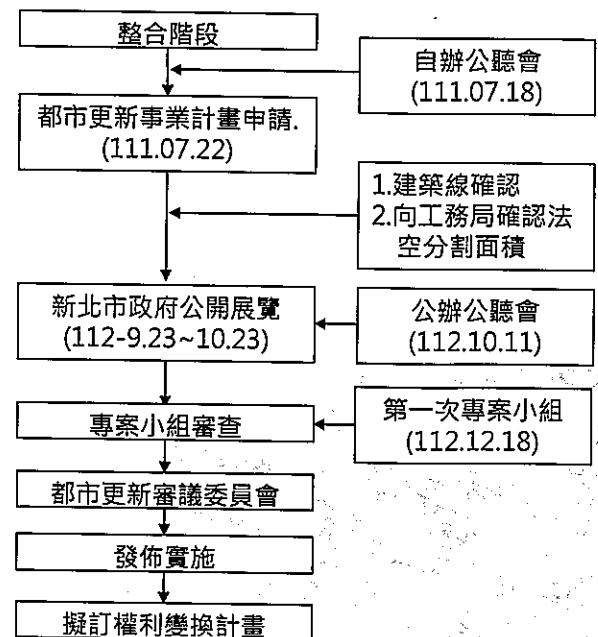 整合階段
自辦公聽會
(111.07.18)
都市更新事業計畫申請.
(111.07.22)
1.建築線確認
2.向工務局確認法
空分割面積
新北市政府公開展覽
(112-9.23~10.23)
公辦公聽會
(112.10.11)
專案小組審查
第一次專案小組
(112.12.18)
都市更新審議委員會
發佈實施
擬訂權利變換計畫